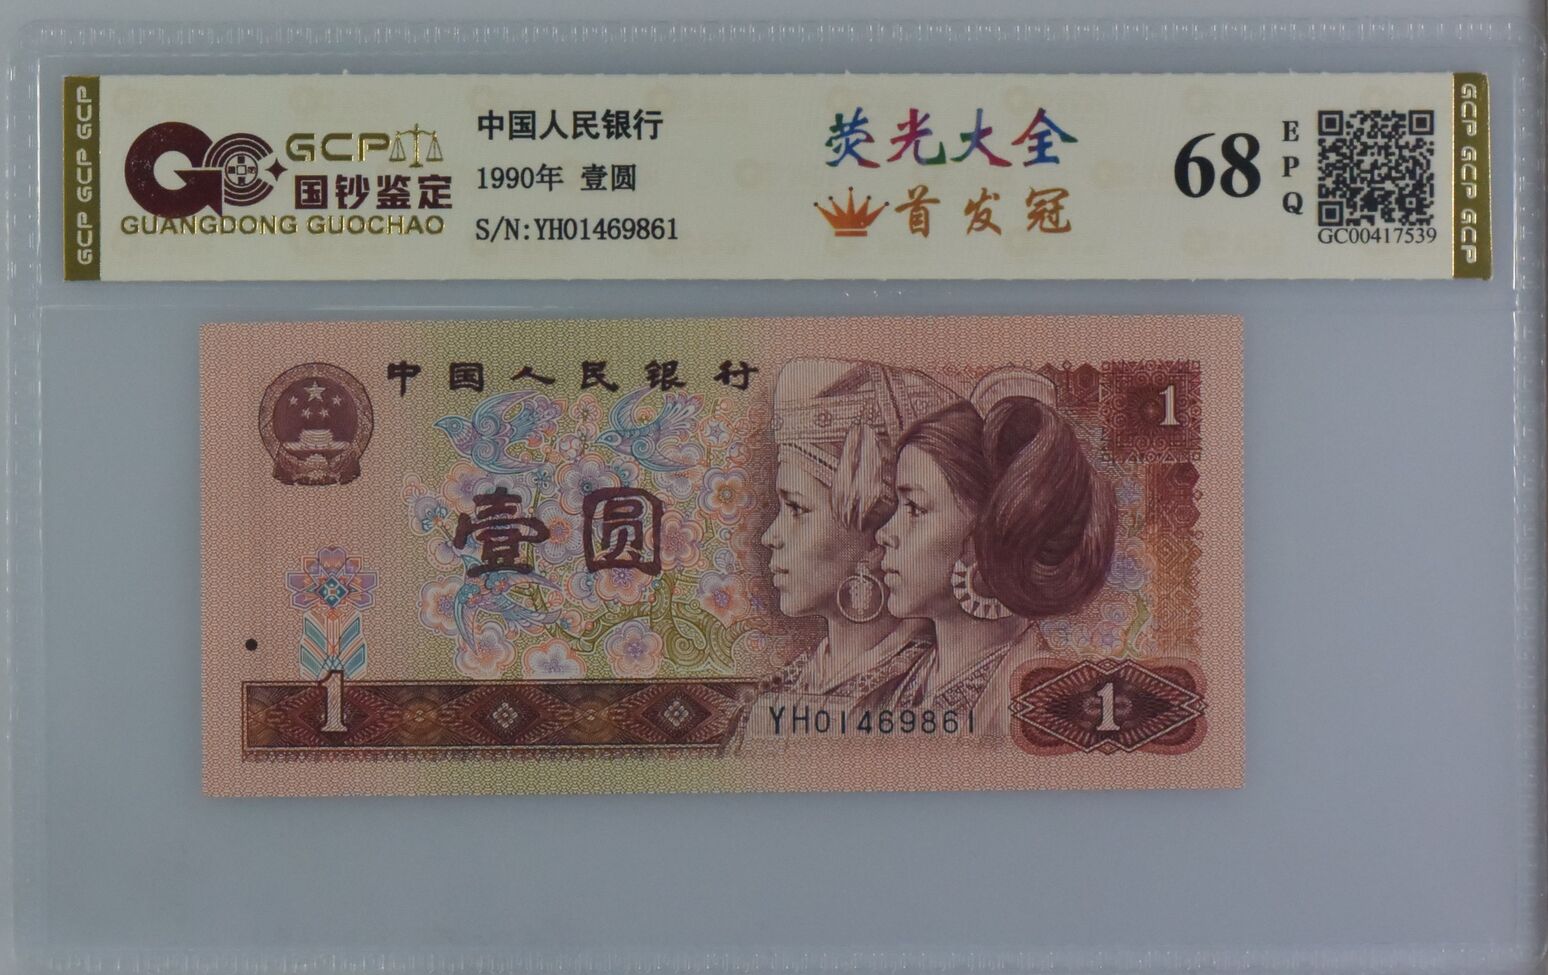 GCP GCP GCP
GCP
国钞鉴定
GUANGDONG GUOCHAO
中国人民银行
1990年 壹圆
S/N:YH01469861
荧光大全
首发冠
68
EPQ
GC00417539
GCP GCP GCP
中国人民银行
1
壹圆
1
YH01469861
1